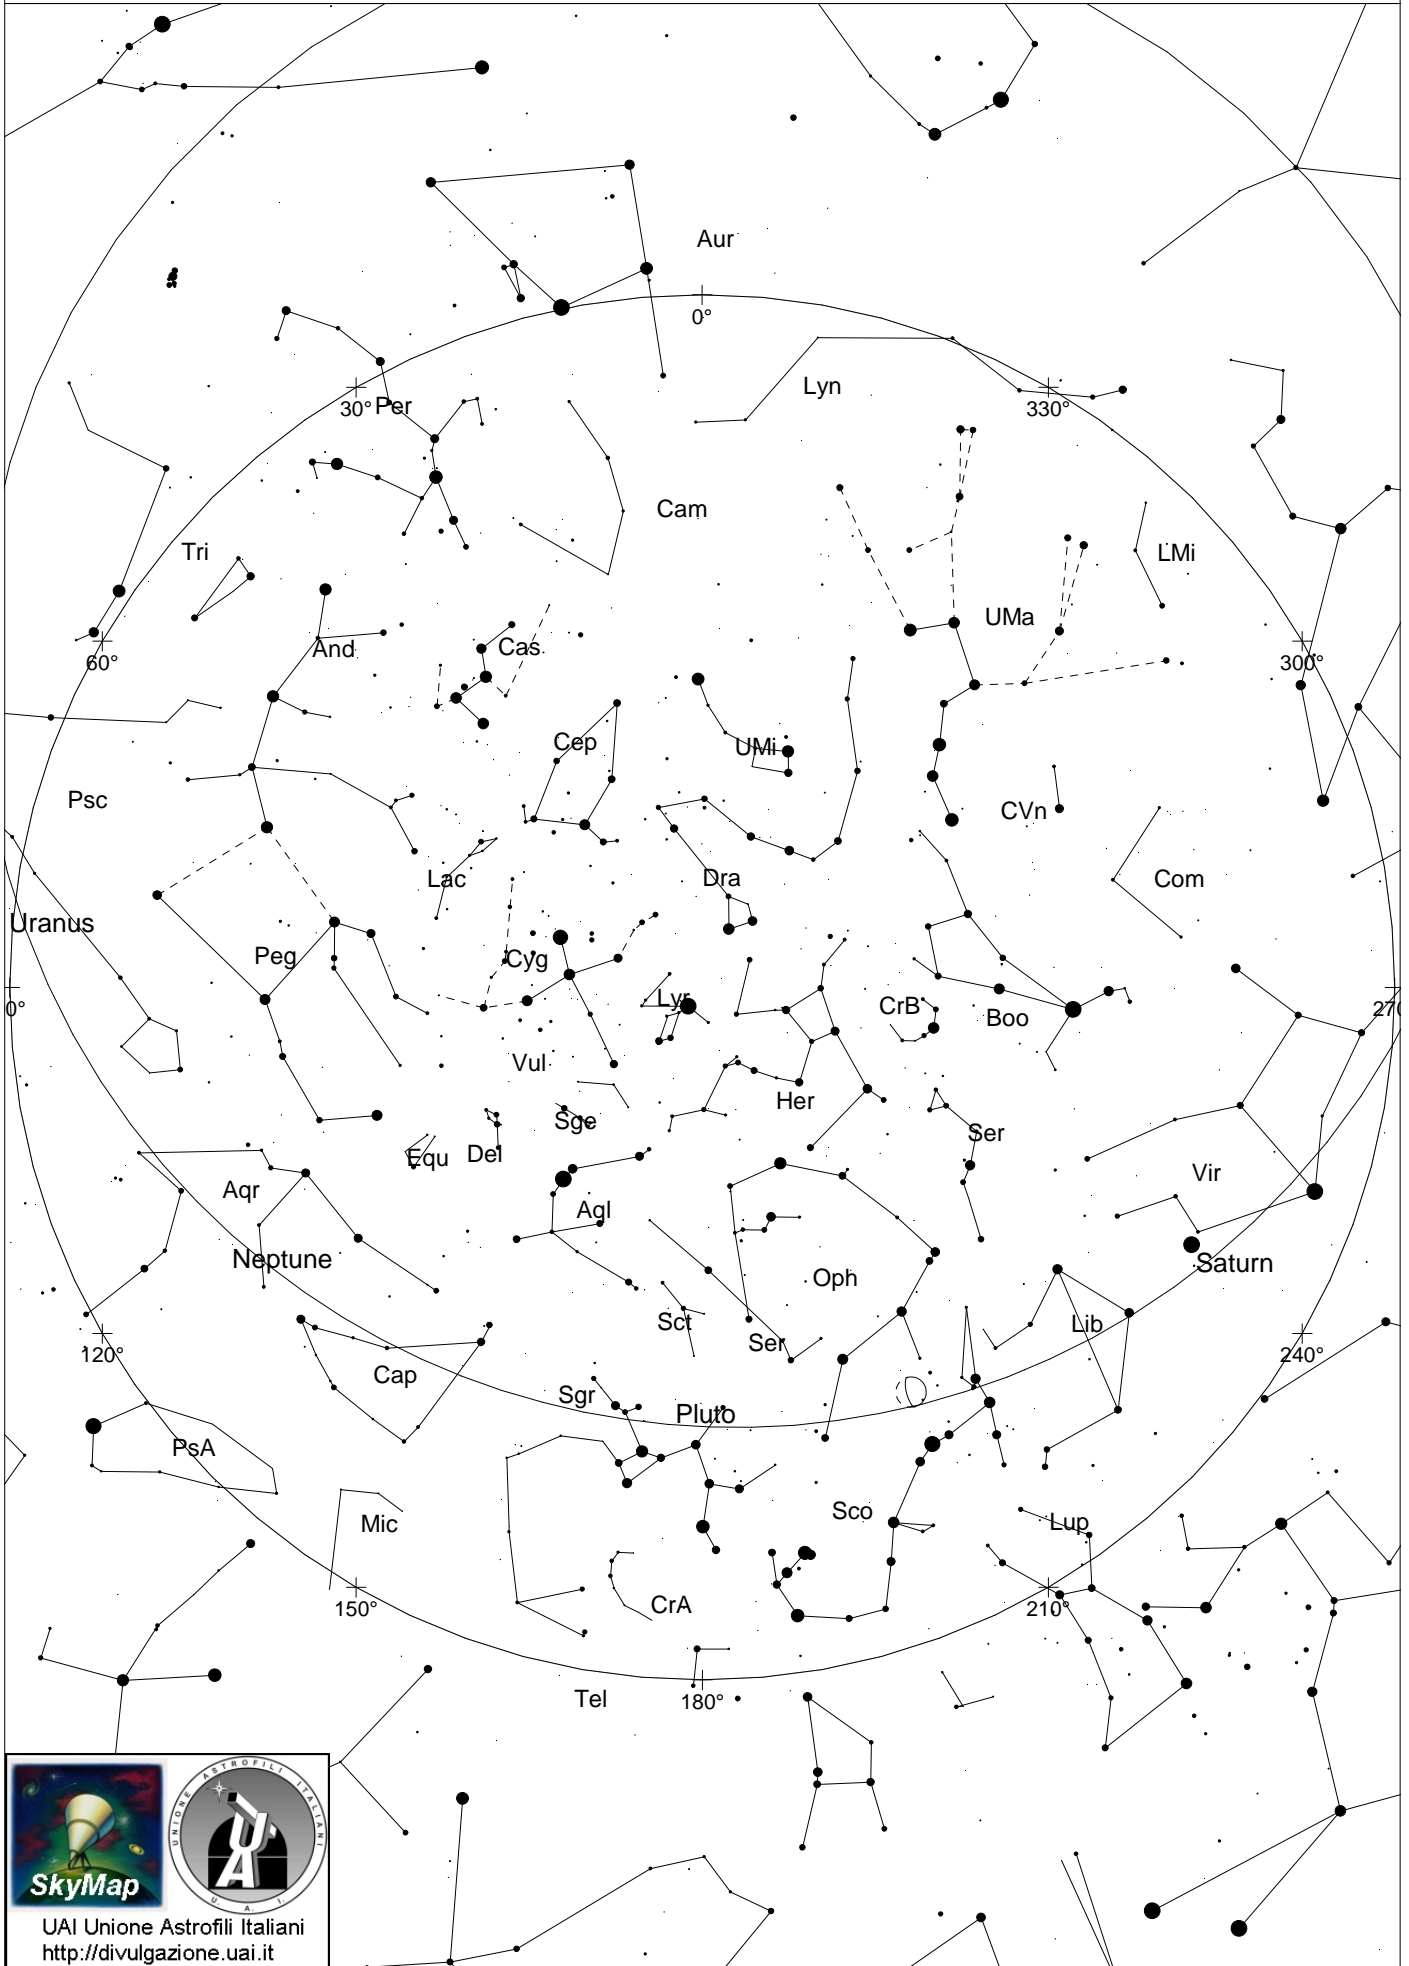 Aur
0°
Lyn
30° Per
330°
Cam
Tri
LMi
UMa
And
Cas
60°
300°
Cep
UMi
Psc
CVn
Lac
Dra
Com
Uranus
Peg
Cyg
Lyr
CrB
Boo
0°
270
Vul
Her
Sge
Ser
Equ
Del
Vir
Aqr
Aql
Neptune
Saturn
Oph
Sct
Ser
Lib
120°
240°
Cap
Sgr
Pluto
PsA
Sco
Mic
Lup
CrA
150°
210°
Tel
180°
UNIONE ASTROFILI ITALIANI
U. A. I.
UA
SkyMap
UAI Unione Astrofili Italiani
http://divulgazione.uai.it